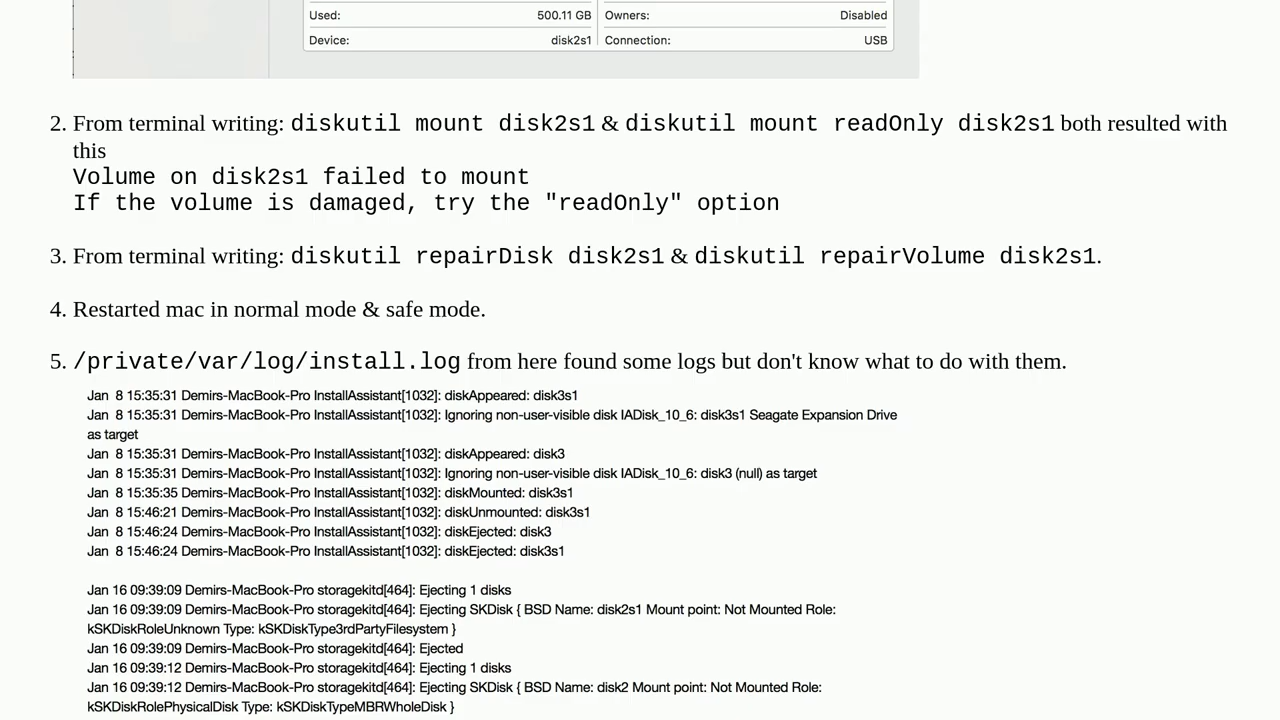 Used: 500.11 GB Owners: Disabled
Device: disk2s1 Connection: USB
2. From terminal writing: diskutil mount disk2s1 & diskutil mount readOnly disk2s1 both resulted with
this
Volume on disk2s1 failed to mount
If the volume is damaged, try the "readOnly" option
3. From terminal writing: diskutil repairDisk disk2s1 & diskutil repairVolume disk2s1.
4. Restarted mac in normal mode & safe mode.
5. /private/var/log/install.log from here found some logs but don't know what to do with them.
Jan  8 15:35:31 Demirs-MacBook-Pro InstallAssistant[1032]: diskAppeared: disk3s1
Jan  8 15:35:31 Demirs-MacBook-Pro InstallAssistant[1032]: Ignoring non-user-visible disk IADisk_10_6: disk3s1 Seagate Expansion Drive
as target
Jan  8 15:35:31 Demirs-MacBook-Pro InstallAssistant[1032]: diskAppeared: disk3
Jan  8 15:35:31 Demirs-MacBook-Pro InstallAssistant[1032]: Ignoring non-user-visible disk IADisk_10_6: disk3 (null) as target
Jan  8 15:35:35 Demirs-MacBook-Pro InstallAssistant[1032]: diskMounted: disk3s1
Jan  8 15:46:21 Demirs-MacBook-Pro InstallAssistant[1032]: diskUnmounted: disk3s1
Jan  8 15:46:24 Demirs-MacBook-Pro InstallAssistant[1032]: diskEjected: disk3
Jan  8 15:46:24 Demirs-MacBook-Pro InstallAssistant[1032]: diskEjected: disk3s1
Jan 16 09:39:09 Demirs-MacBook-Pro storagekitd[464]: Ejecting 1 disks
Jan 16 09:39:09 Demirs-MacBook-Pro storagekitd[464]: Ejecting SKDisk { BSD Name: disk2s1 Mount point: Not Mounted Role:
kSKDiskRoleUnknown Type: kSKDiskType3rdPartyFilesystem }
Jan 16 09:39:09 Demirs-MacBook-Pro storagekitd[464]: Ejected
Jan 16 09:39:12 Demirs-MacBook-Pro storagekitd[464]: Ejecting 1 disks
Jan 16 09:39:12 Demirs-MacBook-Pro storagekitd[464]: Ejecting SKDisk { BSD Name: disk2 Mount point: Not Mounted Role:
kSKDiskRolePhysicalDisk Type: kSKDiskTypeMBRWholeDisk }